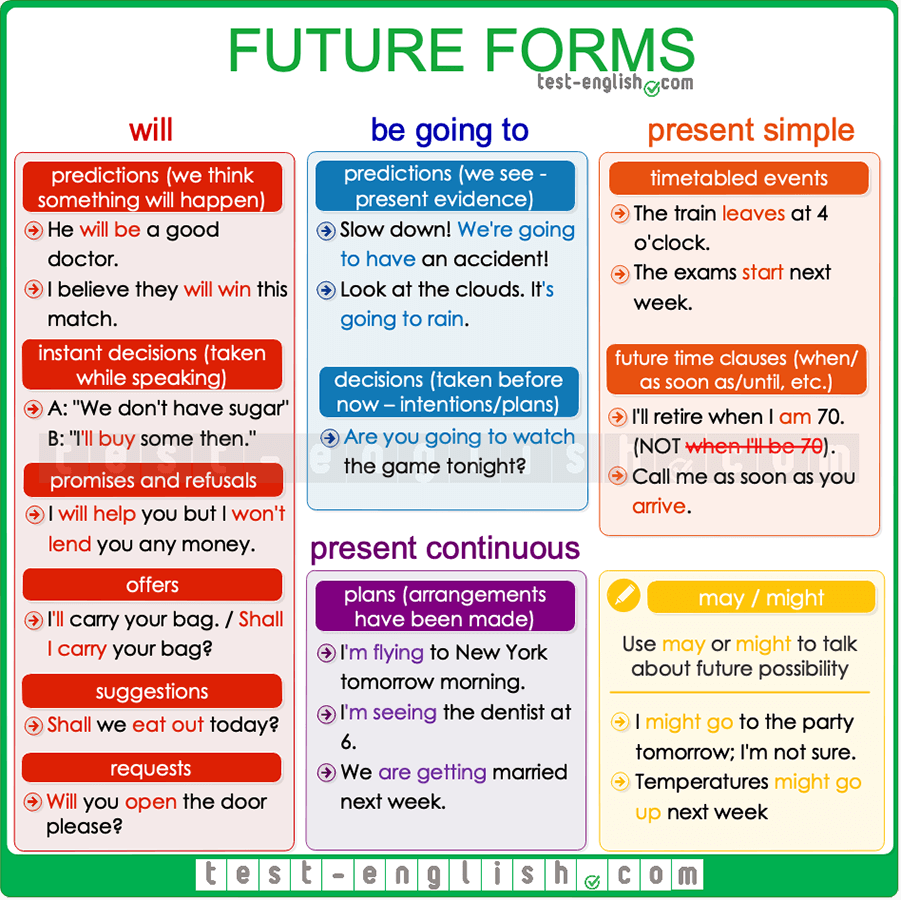 FUTURE FORMS
test-english.com
will
predictions (we think
something will happen)
He will be a good
doctor.
I believe they will win this
match.
instant decisions (taken
while speaking)
A: "We don't have sugar"
B: "I'll buy some then."
promises and refusals
I will help you but I won't
lend you any money.
offers
I'll carry your bag. / Shall
I carry your bag?
suggestions
Shall we eat out today?
requests
Will you open the door
please?
be going to
predictions (we see -
present evidence)
Slow down! We're going
to have an accident!
Look at the clouds. It's
going to rain.
decisions (taken before
now – intentions/plans)
Are you going to watch
the game tonight?
present continuous
plans (arrangements
have been made)
I'm flying to New York
tomorrow morning.
I'm seeing the dentist at
6.
We are getting married
next week.
present simple
timetabled events
The train leaves at 4
o'clock.
The exams start next
week.
future time clauses (when/
as soon as/until, etc.)
I'll retire when I am 70.
(NOT when I'll be 70).
Call me as soon as you
arrive.
may / might
Use may or might to talk
about future possibility
I might go to the party
tomorrow; I'm not sure.
Temperatures might go
up next week
test-english.com
test-english.com